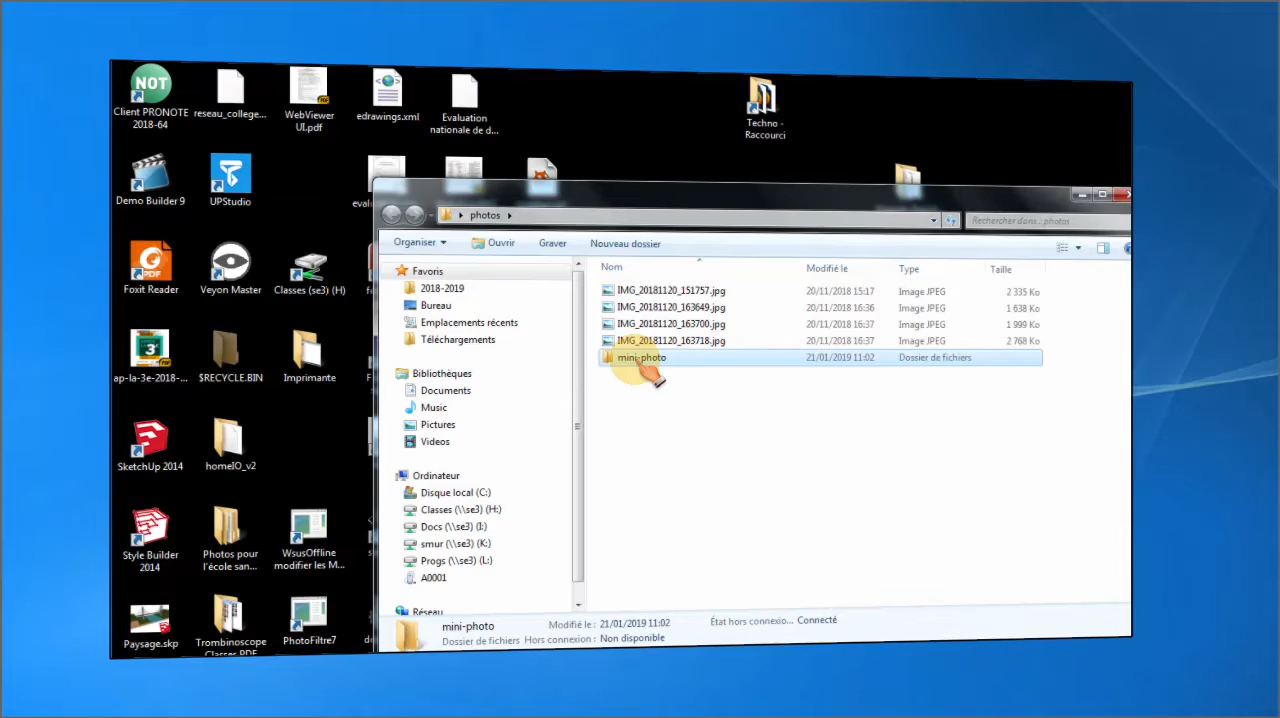 NOT
Client PRONOTE
2018-64
reseau_college...
WebViewer
UI.pdf
edrawings.xml
Evaluation
nationale de d...
Techno -
Raccourci
Demo Builder 9
UPStudio
photos
Rechercher dans : photos
Organiser
Ouvrir
Graver
Nouveau dossier
Foxit Reader
Veyon Master
Classes (se3) (H)
Favoris
2018-2019
Bureau
Emplacements récents
Téléchargements
Nom
Modifié le
Type
Taille
IMG_20181120_151757.jpg
20/11/2018 15:17
Image JPEG
2 335 Ko
IMG_20181120_163649.jpg
20/11/2018 16:36
Image JPEG
1 638 Ko
IMG_20181120_163700.jpg
20/11/2018 16:37
Image JPEG
1 999 Ko
IMG_20181120_163718.jpg
20/11/2018 16:37
Image JPEG
2 768 Ko
mini-photo
21/01/2019 11:02
Dossier de fichiers
ap-la-3e-2018-...
$RECYCLE.BIN
Imprimante
Bibliothèques
Documents
Music
Pictures
Videos
SketchUp 2014
homeIO_v2
Ordinateur
Disque local (C:)
Classes (\\se3) (H:)
Docs (\\se3) (I:)
smur (\\se3) (K:)
Progs (\\se3) (L:)
A0001
Réseau
Style Builder
2014
Photos pour
l'école san...
WsusOffline
modifier les M...
Paysage.skp
Trombinoscope
Classes PDF
PhotoFiltre7
mini-photo
Modifié le : 21/01/2019 11:02
État hors connexio... Connecté
Dossier de fichiers
Hors connexion : Non disponible